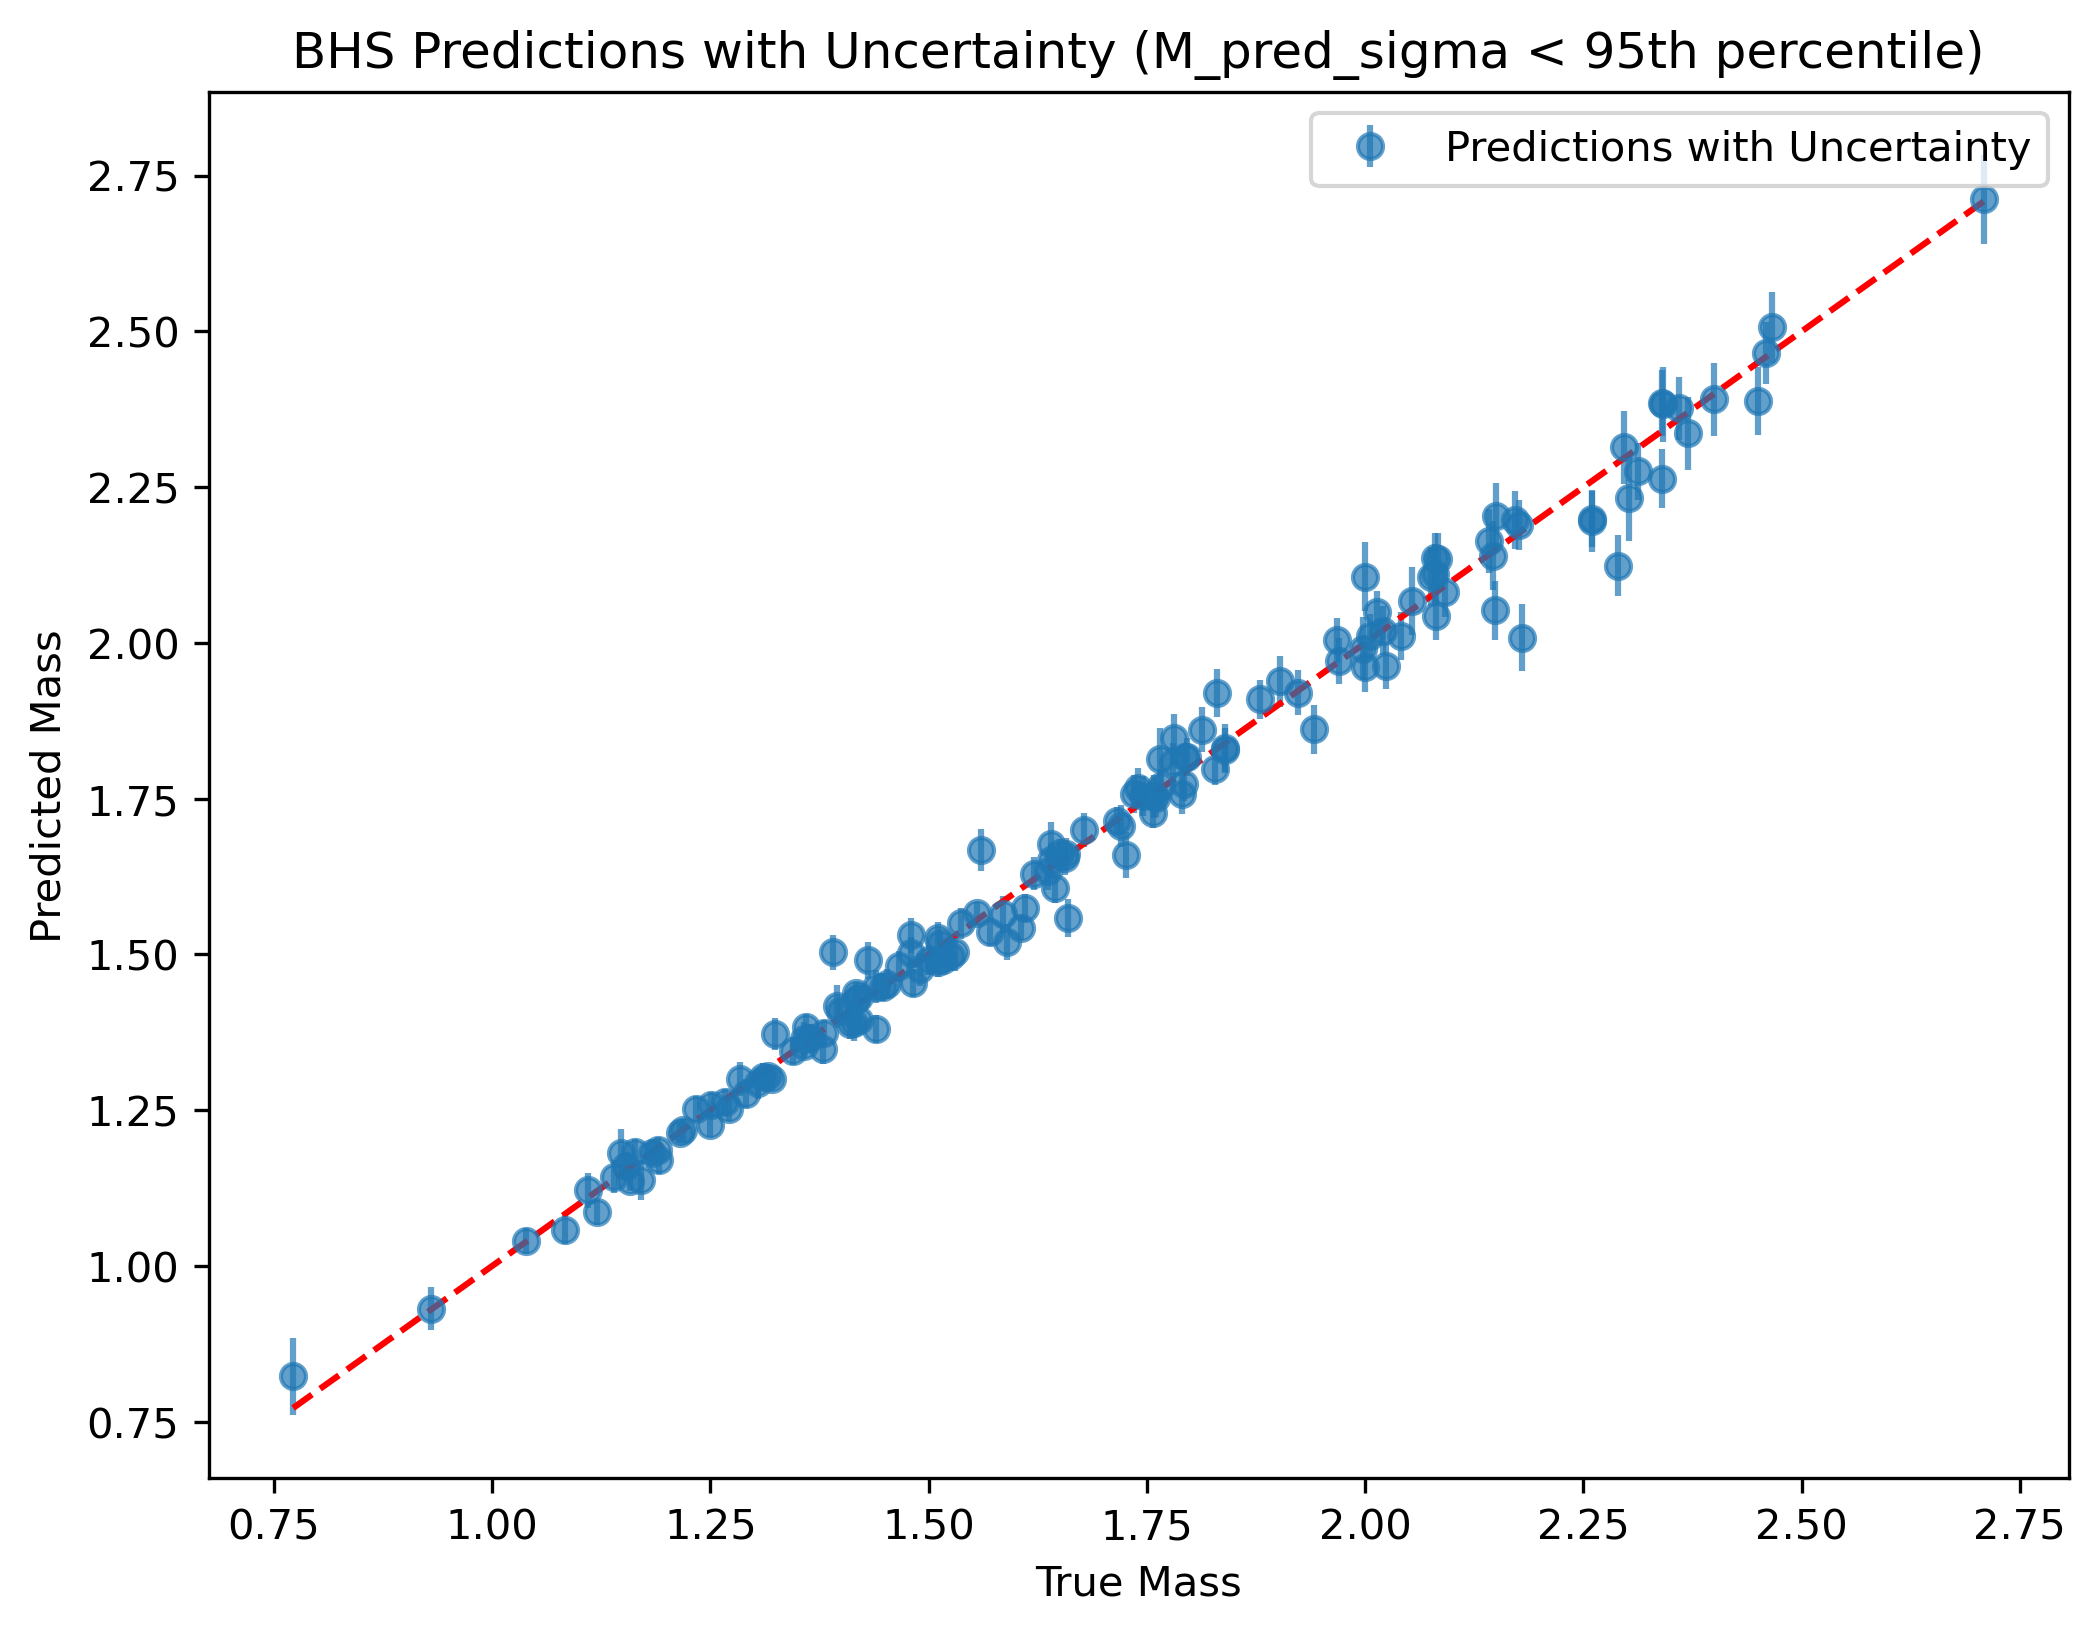 BHS Predictions with Uncertainty (M_pred_sigma < 95th percentile)
Predictions with Uncertainty
2.75
2.50
2.25
2.00
1.75
1.50
1.25
1.00
0.75
Predicted Mass
0.75 1.00 1.25 1.50 1.75 2.00 2.25 2.50 2.75
True Mass